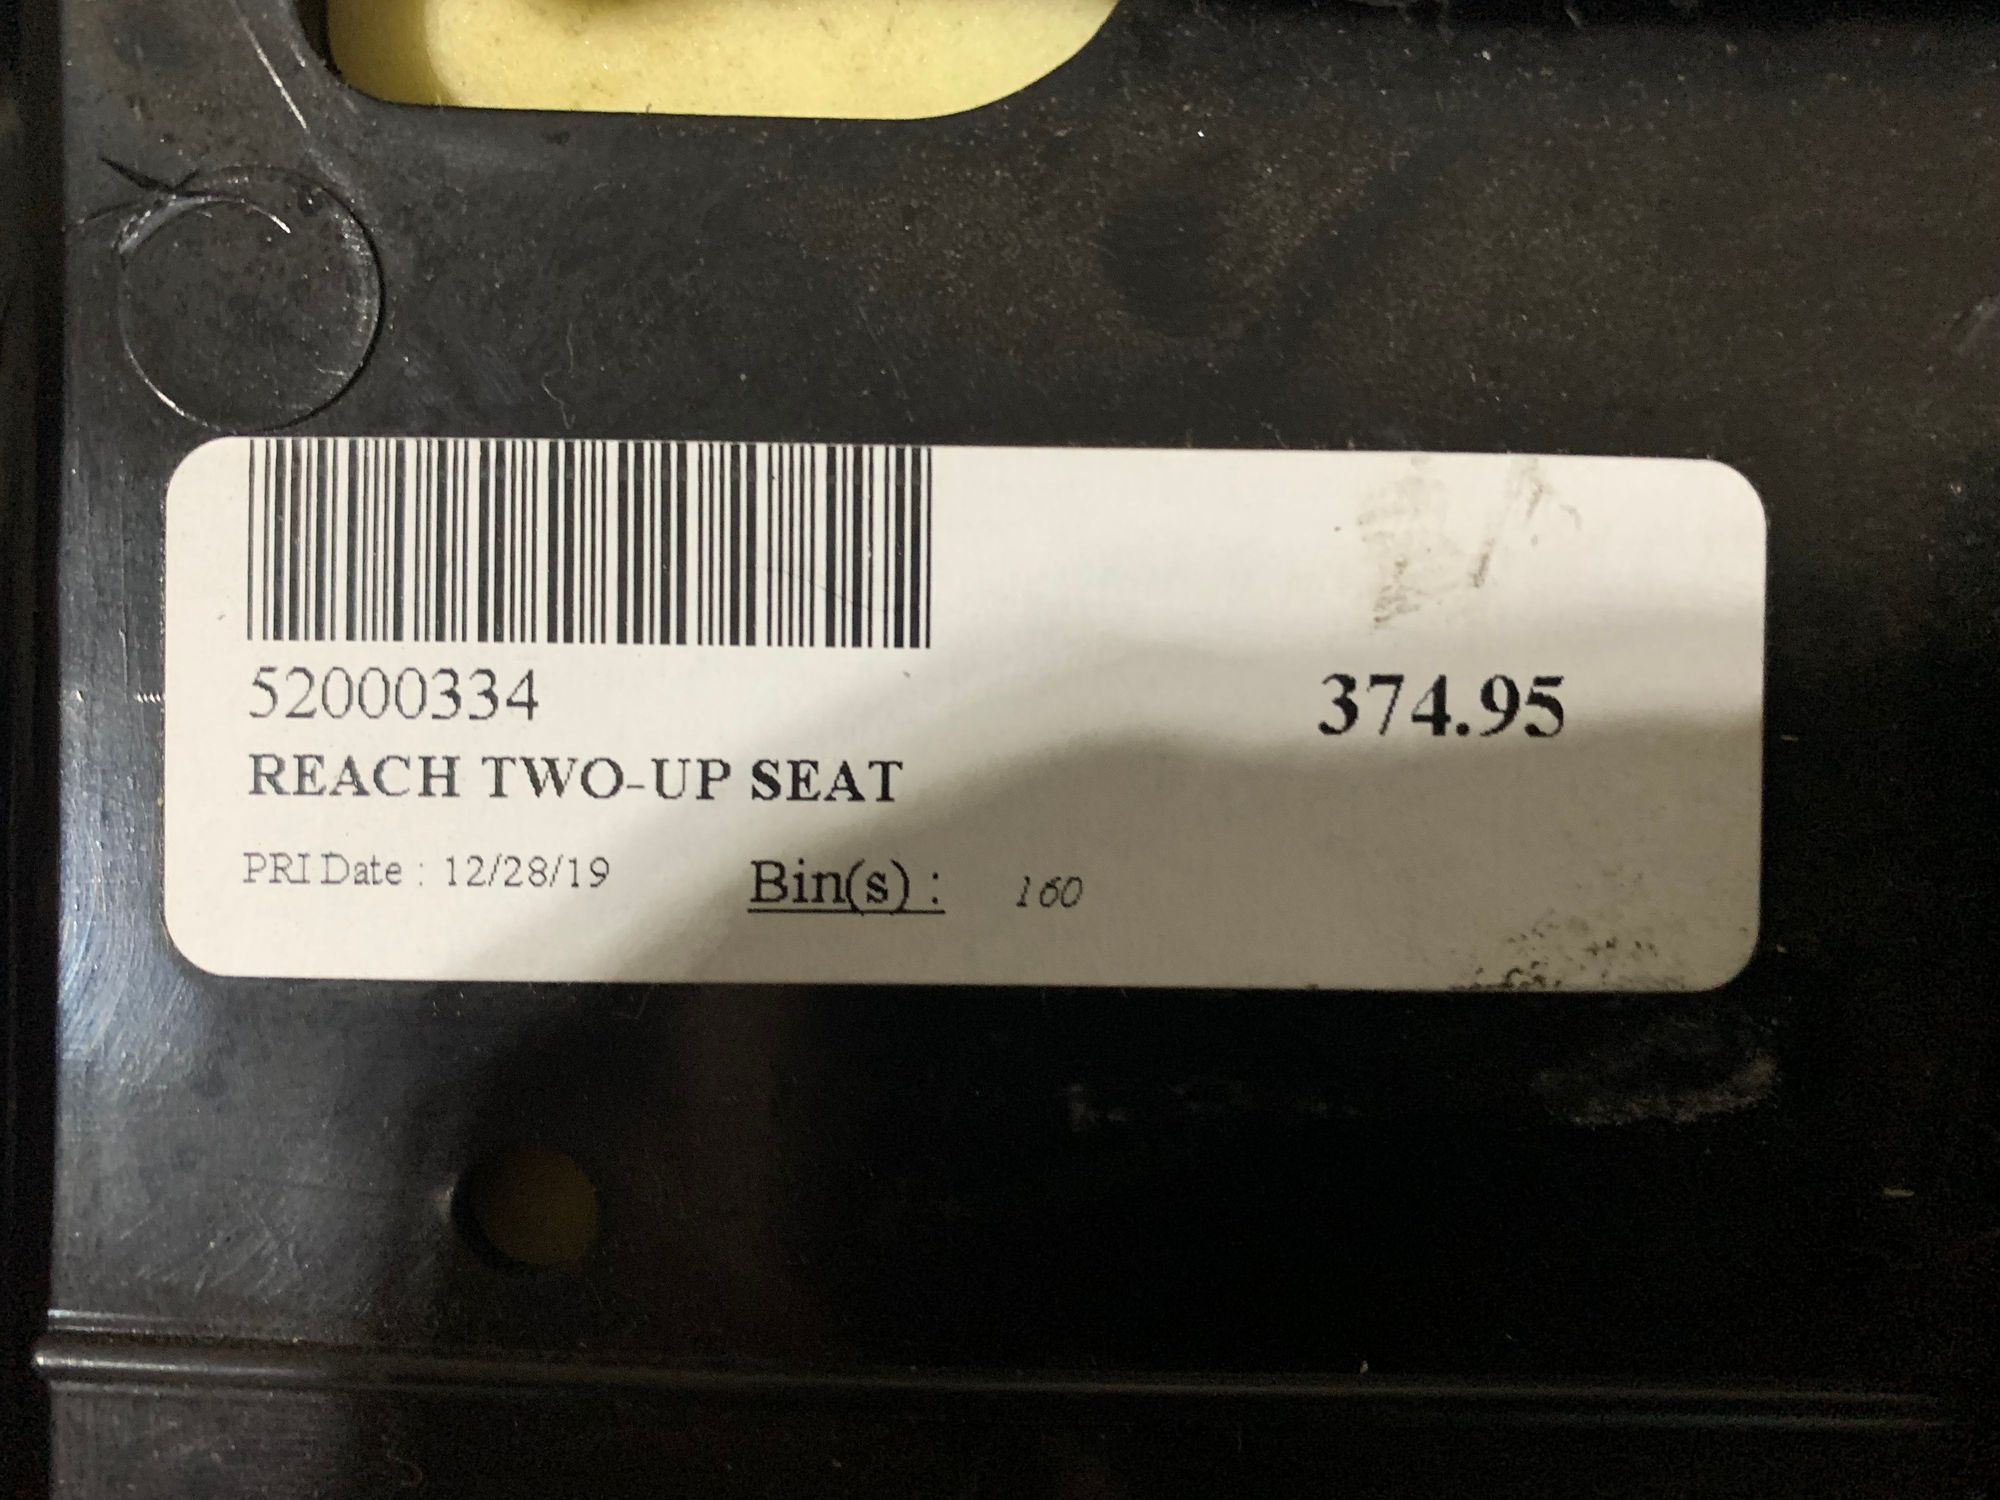 52000334
374.95
REACH TWO-UP SEAT
PRI Date : 12/28/19 Bin(s) : 160